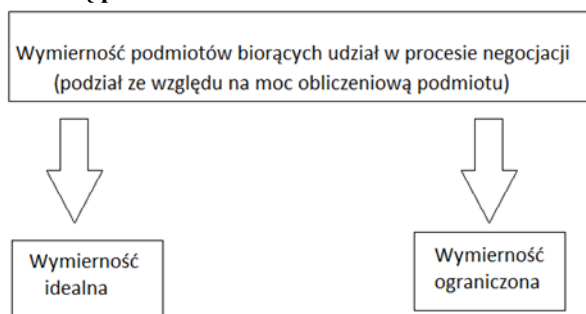 Wymierność podmiotów biorących udział w procesie negocjacji
(podział ze względu na moc obliczeniową podmiotu)
Wymierność
idealna
Wymierność
ograniczona